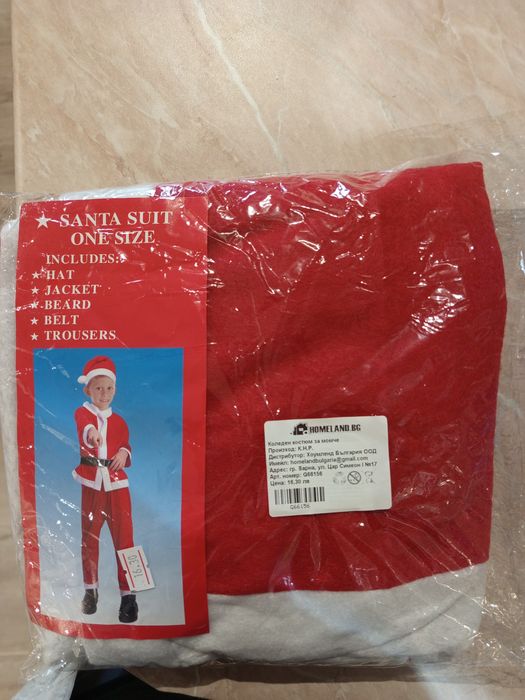 ★ SANTA SUIT
ONE SIZE
INCLUDES:
★ HAT
★ JACKET
★ BEARD
★ BELT
★ TROUSERS
16.30
HOMELAND.BG
Коледен костюм за момче
Произход: К.Н.Р.
Дистрибутор: Хоумленд България ООД
Имейл: homelandbulgaria@gmail.com
Адрес: гр. Варна, ул. Цар Симеон I №17
Арт. номер: G66156
Цена: 16,30 лв
G66156